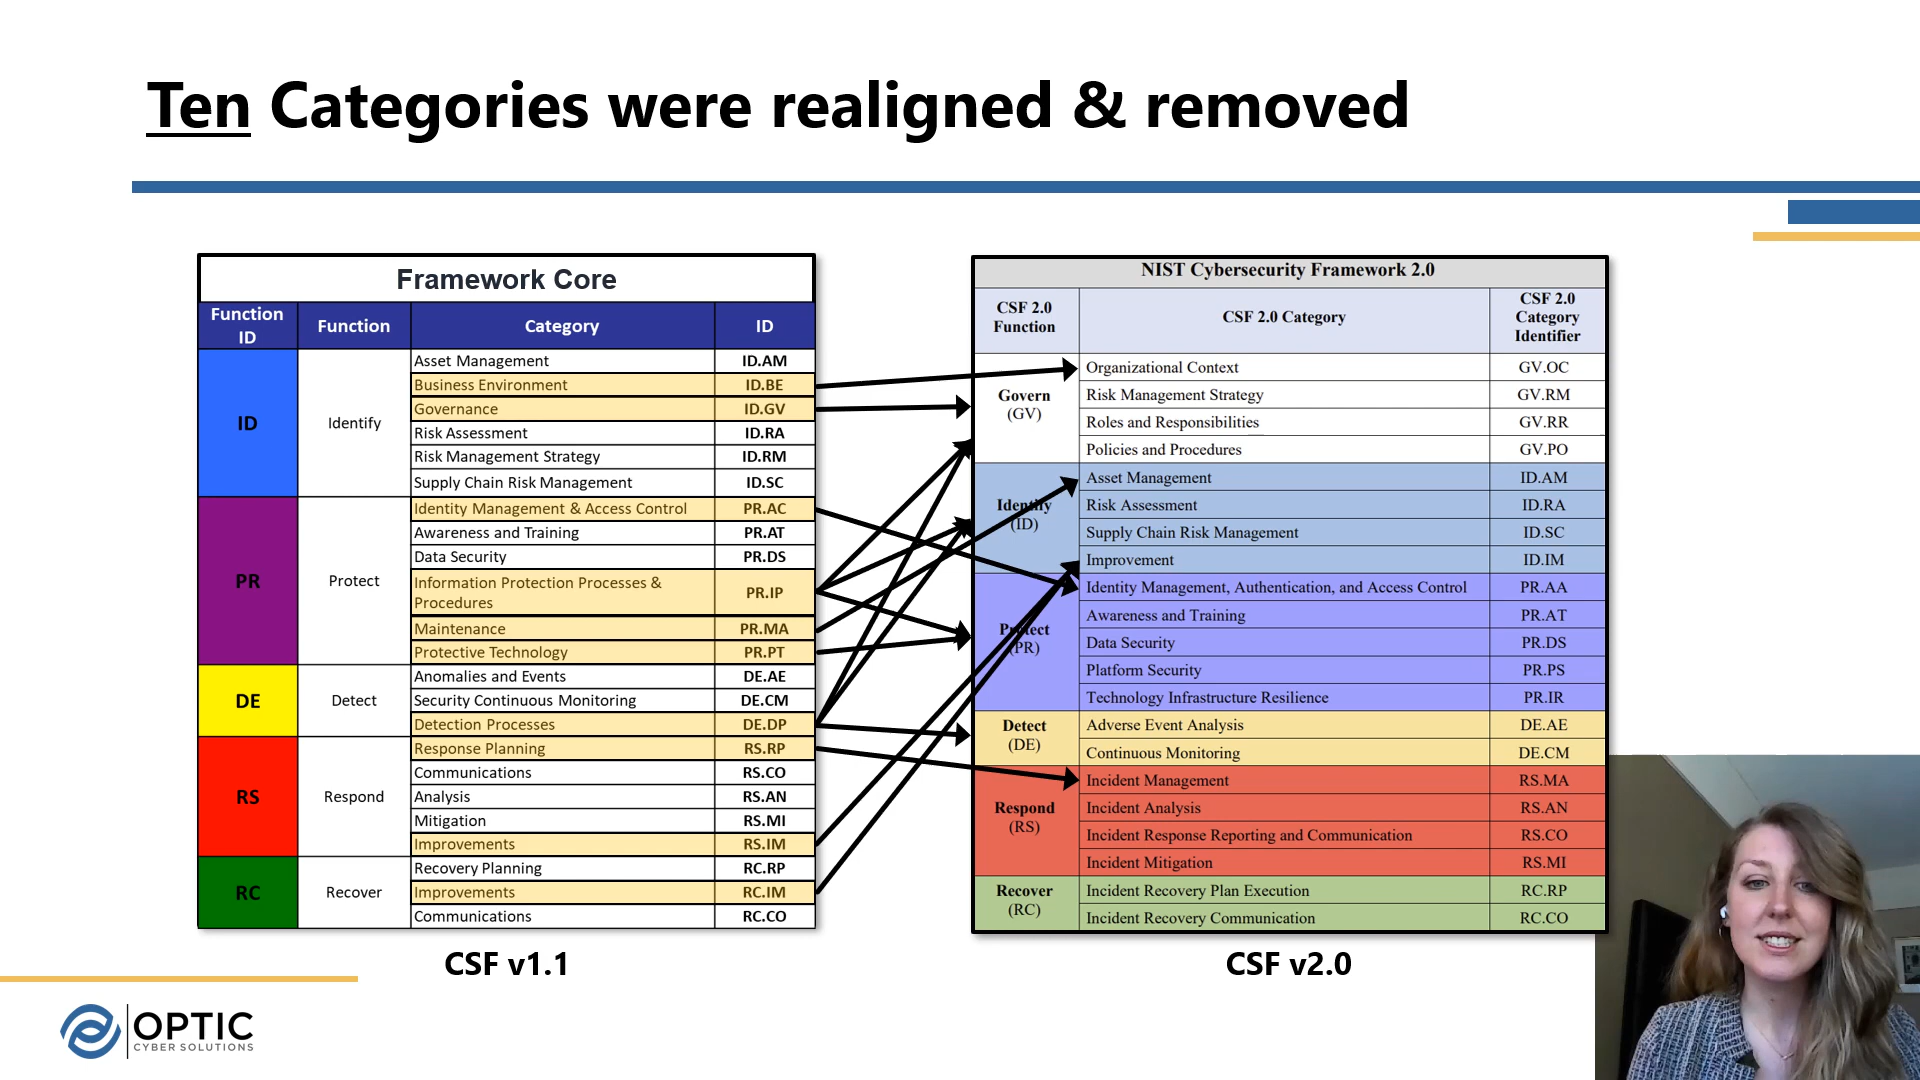 Ten Categories were realigned & removed
Framework Core
Function ID Function Category ID
ID Identify
Asset Management ID.AM
Business Environment ID.BE
Governance ID.GV
Risk Assessment ID.RA
Risk Management Strategy ID.RM
Supply Chain Risk Management ID.SC
PR Protect
Identity Management & Access Control PR.AC
Awareness and Training PR.AT
Data Security PR.DS
Information Protection Processes &
Procedures PR.IP
Maintenance PR.MA
Protective Technology PR.PT
DE Detect
Anomalies and Events DE.AE
Security Continuous Monitoring DE.CM
Detection Processes DE.DP
RS Respond
Response Planning RS.RP
Communications RS.CO
Analysis RS.AN
Mitigation RS.MI
Improvements RS.IM
RC Recover
Recovery Planning RC.RP
Improvements RC.IM
Communications RC.CO
CSF v1.1
NIST Cybersecurity Framework 2.0
CSF 2.0 Function CSF 2.0 Category CSF 2.0 Category Identifier
Govern (GV)
Organizational Context GV.OC
Risk Management Strategy GV.RM
Roles and Responsibilities GV.RR
Policies and Procedures GV.PO
Identify (ID)
Asset Management ID.AM
Risk Assessment ID.RA
Supply Chain Risk Management ID.SC
Improvement ID.IM
Protect (PR)
Identity Management, Authentication, and Access Control PR.AA
Awareness and Training PR.AT
Data Security PR.DS
Platform Security PR.PS
Technology Infrastructure Resilience PR.IR
Detect (DE)
Adverse Event Analysis DE.AE
Continuous Monitoring DE.CM
Respond (RS)
Incident Management RS.MA
Incident Analysis RS.AN
Incident Response Reporting and Communication RS.CO
Incident Mitigation RS.MI
Recover (RC)
Incident Recovery Plan Execution RC.RP
Incident Recovery Communication RC.CO
CSF v2.0
OPTIC
CYBER SOLUTIONS